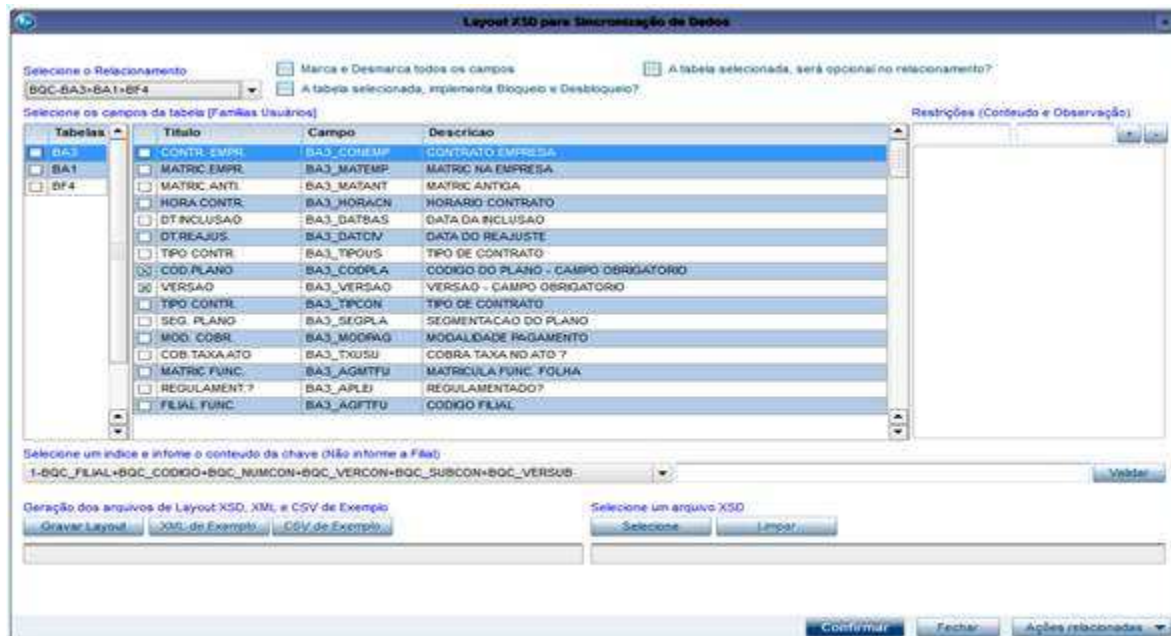 Layout XSD para Sincronização de Dados
Selecione o Relacionamento
Marca e Desmarca todos os campos
A tabela selecionada, será opcional no relacionamento?
BQC-BA3>BA1>BF4
A tabela selecionada, implementa Bloqueio e Desbloqueio?
Selecione os campos da tabela [Familias Usuários]
Restrições (Conteudo e Observação)
Tabelas Titulo Campo Descricao
BA3 CONTR. EMPR. BA3_CONEMP CONTRATO EMPRESA
BA1 MATRIC.EMPR. BA3_MATEMP MATRIC NA EMPRESA
BF4 MATRIC.ANTI. BA3_MATANT MATRIC ANTIGA
HORA CONTR. BA3_HORACN HORARIO CONTRATO
DT.INCLUSAO BA3_DATBAS DATA DA INCLUSAO
DT.REAJUS. BA3_DATCIV DATA DO REAJUSTE
TIPO CONTR. BA3_TIPOUS TIPO DE CONTRATO
COD.PLANO BA3_CODPLA CODIGO DO PLANO - CAMPO OBRIGATORIO
VERSAO BA3_VERSAO VERSAO - CAMPO OBRIGATORIO
TIPO CONTR. BA3_TIPCON TIPO DE CONTRATO
SEG. PLANO BA3_SEGPLA SEGMENTACAO DO PLANO
MOD. COBR. BA3_MODPAG MODALIDADE PAGAMENTO
COB.TAXA ATO BA3_TXUSU COBRA TAXA NO ATO ?
MATRIC FUNC. BA3_AGMTFU MATRICULA FUNC. FOLHA
REGULAMENT.? BA3_APLEI REGULAMENTADO?
FILIAL FUNC. BA3_AGFTFU CODIGO FILIAL
Selecione um indice e infome o conteudo da chave (Não informe a Filial)
1-BQC_FILIAL+BQC_CODIGO+BQC_NUMCON+BQC_VERCON+BQC_SUBCON+BQC_VERSUB
Validar
Geração dos arquivos de Layout XSD, XML e CSV de Exemplo
Selecione um arquivo XSD
Gravar Layout XML de Exemplo CSV de Exemplo
Selecione Limpar
Confirmar Fechar Ações relacionadas